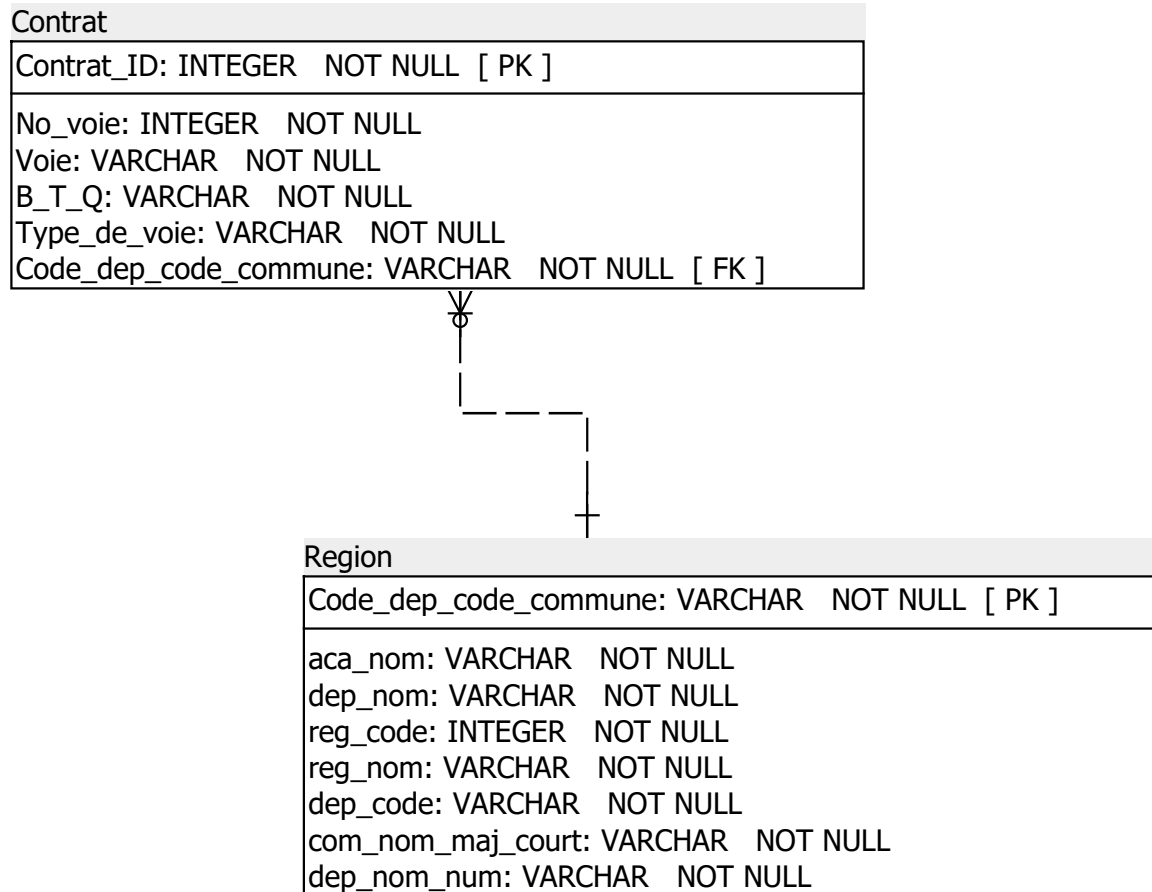 Contrat
Contrat_ID: INTEGER NOT NULL [ PK ]
No_voie: INTEGER NOT NULL
Voie: VARCHAR NOT NULL
B_T_Q: VARCHAR NOT NULL
Type_de_voie: VARCHAR NOT NULL
Code_dep_code_commune: VARCHAR NOT NULL [ FK ]
Region
Code_dep_code_commune: VARCHAR NOT NULL [ PK ]
aca_nom: VARCHAR NOT NULL
dep_nom: VARCHAR NOT NULL
reg_code: INTEGER NOT NULL
reg_nom: VARCHAR NOT NULL
dep_code: VARCHAR NOT NULL
com_nom_maj_court: VARCHAR NOT NULL
dep_nom_num: VARCHAR NOT NULL